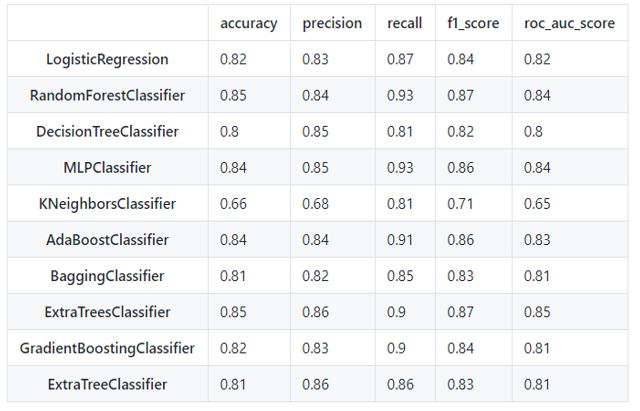 accuracy precision recall f1_score roc_auc_score
LogisticRegression 0.82 0.83 0.87 0.84 0.82
RandomForestClassifier 0.85 0.84 0.93 0.87 0.84
DecisionTreeClassifier 0.8 0.85 0.81 0.82 0.8
MLPClassifier 0.84 0.85 0.93 0.86 0.84
KNeighborsClassifier 0.66 0.68 0.81 0.71 0.65
AdaBoostClassifier 0.84 0.84 0.91 0.86 0.83
BaggingClassifier 0.81 0.82 0.85 0.83 0.81
ExtraTreesClassifier 0.85 0.86 0.9 0.87 0.85
GradientBoostingClassifier 0.82 0.83 0.9 0.84 0.81
ExtraTreeClassifier 0.81 0.86 0.86 0.83 0.81